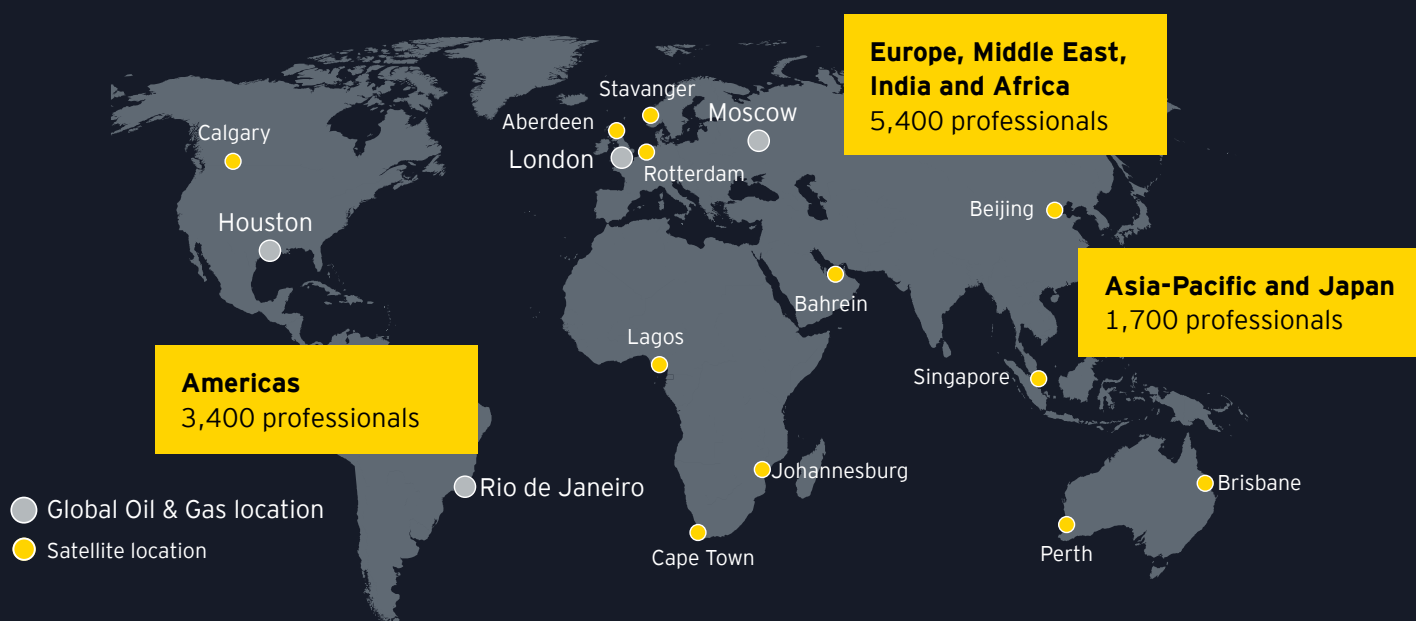 Europe, Middle East,
India and Africa
5,400 professionals
Stavanger
Moscow
Aberdeen
Calgary
London
Rotterdam
Beijing
Houston
Asia-Pacific and Japan
1,700 professionals
Bahrein
Lagos
Singapore
Americas
3,400 professionals
Johannesburg
Brisbane
Rio de Janeiro
Global Oil & Gas location
Satellite location
Cape Town
Perth